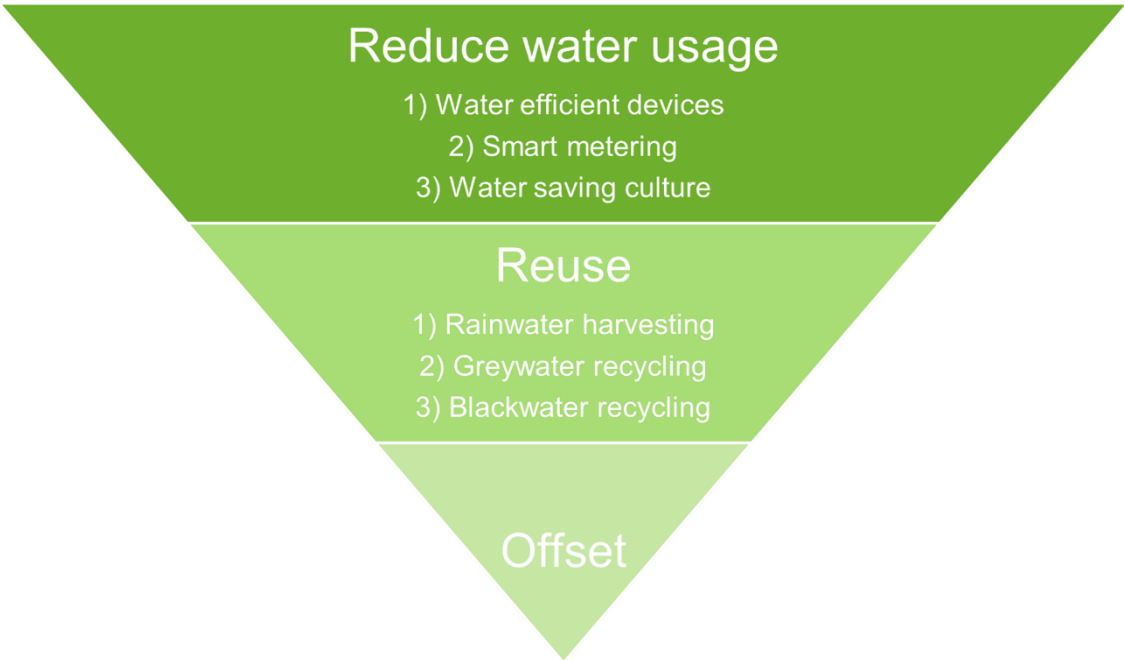 Reduce water usage
1) Water efficient devices
2) Smart metering
3) Water saving culture
Reuse
1) Rainwater harvesting
2) Greywater recycling
3) Blackwater recycling
Offset